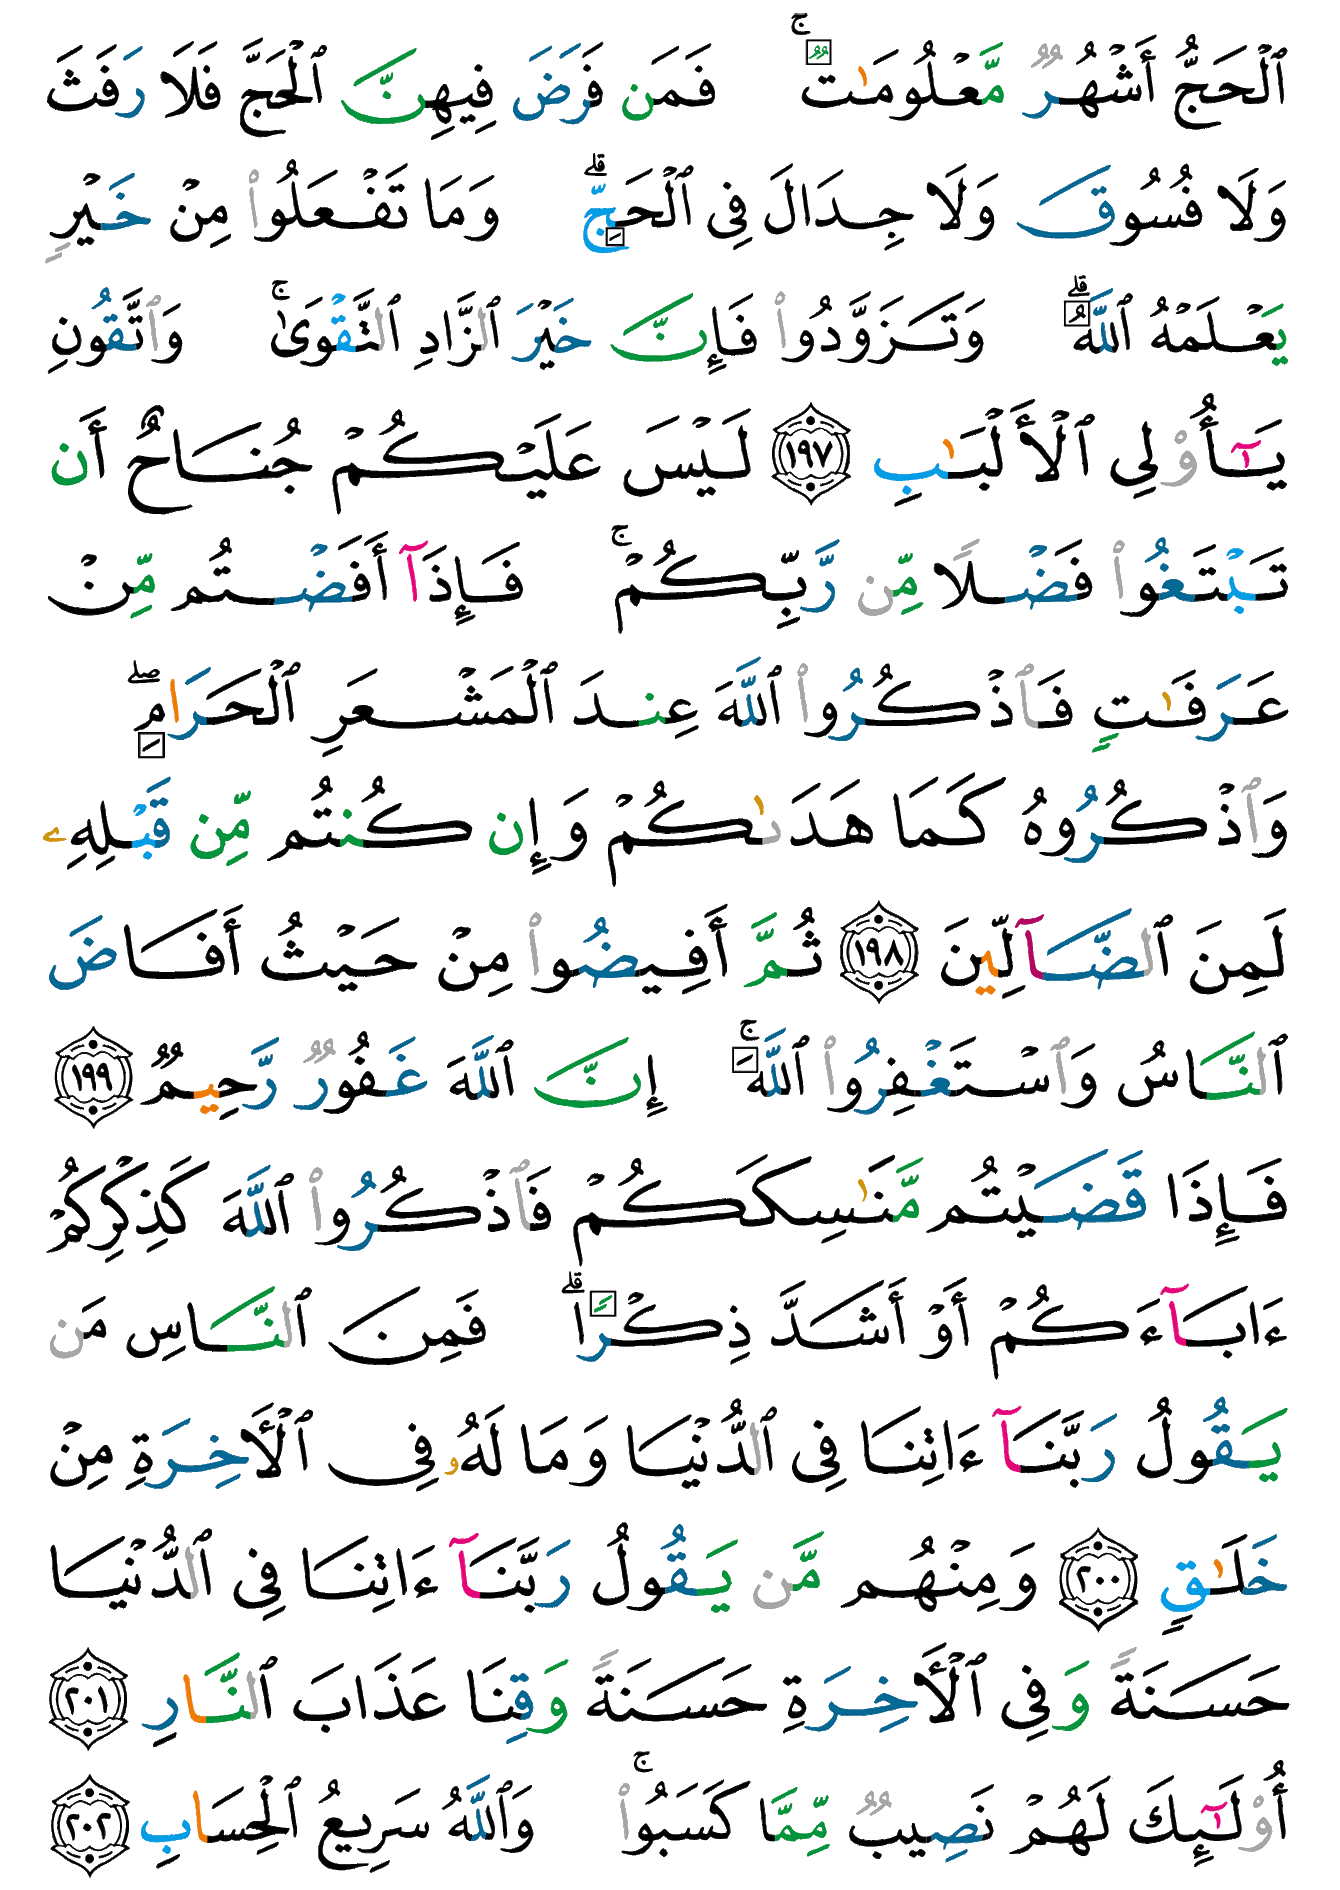 ٱلْحَجُّ أَشْهُرٌ مَّعْلُومَـٰتٌ ۚ فَمَن فَرَضَ فِيهِنَّ ٱلْحَجَّ فَلَا رَفَثَ
وَلَا فُسُوقَ وَلَا جِدَالَ فِى ٱلْحَجِّ ۗ وَمَا تَفْعَلُوا۟ مِنْ خَيْرٍ
يَعْلَمْهُ ٱللَّهُ ۗ وَتَزَوَّدُوا۟ فَإِنَّ خَيْرَ ٱلزَّادِ ٱلتَّقْوَىٰ ۚ وَٱتَّقُونِ
يَـٰٓأُو۟لِى ٱلْأَلْبَـٰبِ ١٩٧ لَيْسَ عَلَيْكُمْ جُنَاحٌ أَن
تَبْتَغُوا۟ فَضْلًا مِّن رَّبِّكُمْ ۚ فَإِذَآ أَفَضْتُم مِّنْ
عَرَفَـٰتٍ فَٱذْكُرُوا۟ ٱللَّهَ عِندَ ٱلْمَشْعَرِ ٱلْحَرَامِ ۖ
وَٱذْكُرُوهُ كَمَا هَدَىٰكُمْ وَإِن كُنتُم مِّن قَبْلِهِۦ
لَمِنَ ٱلضَّآلِّينَ ١٩٨ ثُمَّ أَفِيضُوا۟ مِنْ حَيْثُ أَفَاضَ
ٱلنَّاسُ وَٱسْتَغْفِرُوا۟ ٱللَّهَ ۚ إِنَّ ٱللَّهَ غَفُورٌ رَّحِيمٌ ١٩٩
فَإِذَا قَضَيْتُم مَّنَـٰسِكَكُمْ فَٱذْكُرُوا۟ ٱللَّهَ كَذِكْرِكُمْ
ءَابَآءَكُمْ أَوْ أَشَدَّ ذِكْرًا ۗ فَمِنَ ٱلنَّاسِ مَن
يَقُولُ رَبَّنَآ ءَاتِنَا فِى ٱلدُّنْيَا وَمَا لَهُۥ فِى ٱلْـَٔاخِرَةِ مِنْ
خَلَـٰقٍ ٢٠٠ وَمِنْهُم مَّن يَقُولُ رَبَّنَآ ءَاتِنَا فِى ٱلدُّنْيَا
حَسَنَةً وَفِى ٱلْـَٔاخِرَةِ حَسَنَةً وَقِنَا عَذَابَ ٱلنَّارِ ٢٠١
أُو۟لَـٰٓئِكَ لَهُمْ نَصِيبٌ مِّمَّا كَسَبُوا۟ ۚ وَٱللَّهُ سَرِيعُ ٱلْحِسَابِ ٢٠٢